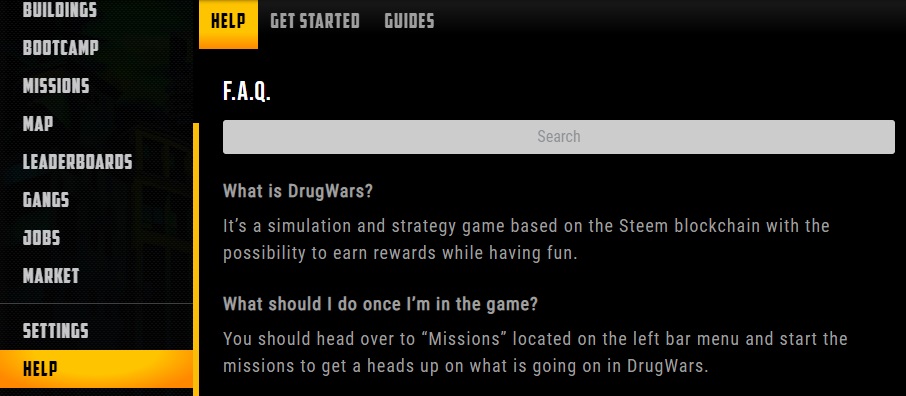 BUILDINGS
BOOTCAMP
MISSIONS
MAP
LEADERBOARDS
GANGS
JOBS
MARKET
SETTINGS
HELP
HELP GET STARTED GUIDES
F.A.Q.
Search
What is DrugWars?
It's a simulation and strategy game based on the Steem blockchain with the
possibility to earn rewards while having fun.
What should I do once I'm in the game?
You should head over to “Missions” located on the left bar menu and start the
missions to get a heads up on what is going on in DrugWars.